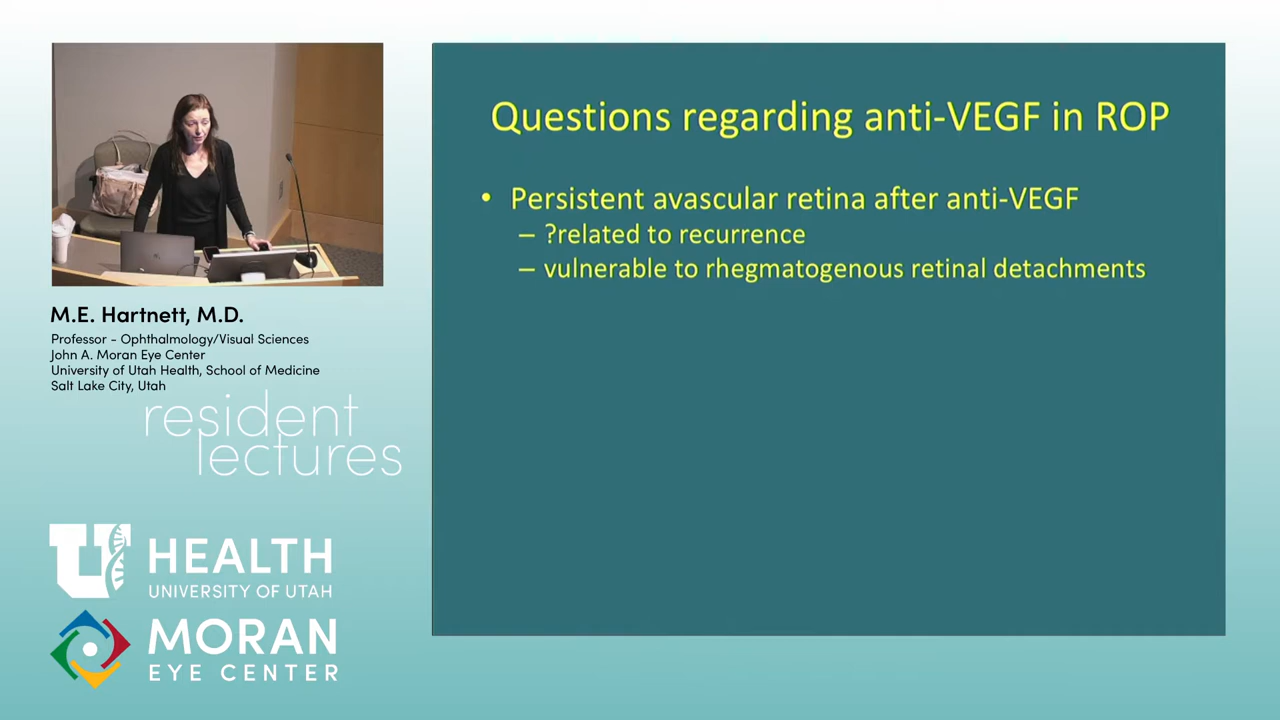 Questions regarding anti-VEGF in ROP
• Persistent avascular retina after anti-VEGF
– ?related to recurrence
– vulnerable to rhegmatogenous retinal detachments
M.E. Hartnett, M.D.
Professor - Ophthalmology/Visual Sciences
John A. Moran Eye Center
University of Utah Health, School of Medicine
Salt Lake City, Utah
resident
lectures
U HEALTH
UNIVERSITY OF UTAH
MORAN
EYE CENTER